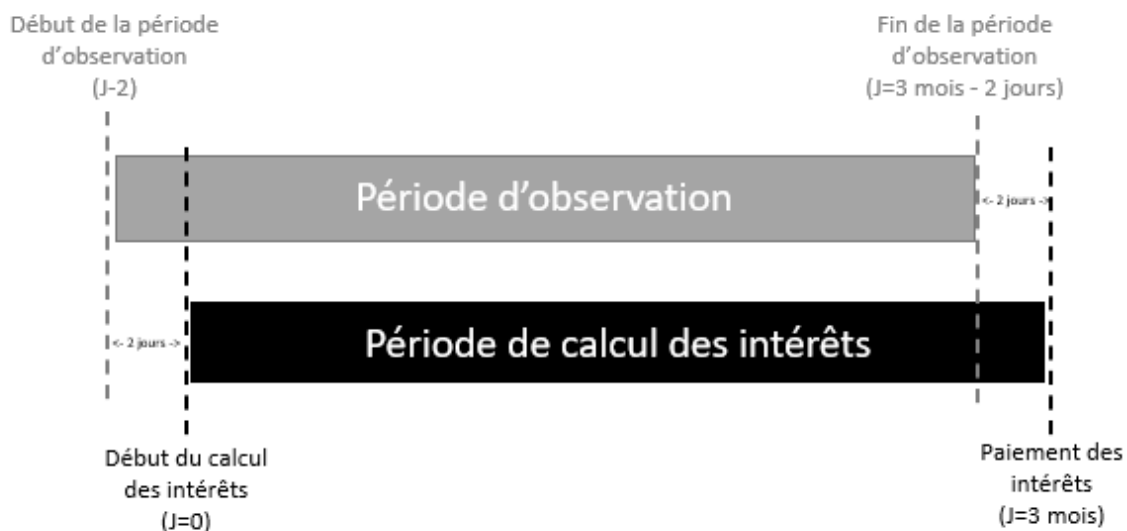 Début de la période
d'observation
(J-2)
Fin de la période
d'observation
(J=3 mois - 2 jours)
Période d'observation
<- 2 jours ->
<- 2 jours ->
Période de calcul des intérêts
Début du calcul
des intérêts
(J=0)
Paiement des
intérêts
(J=3 mois)